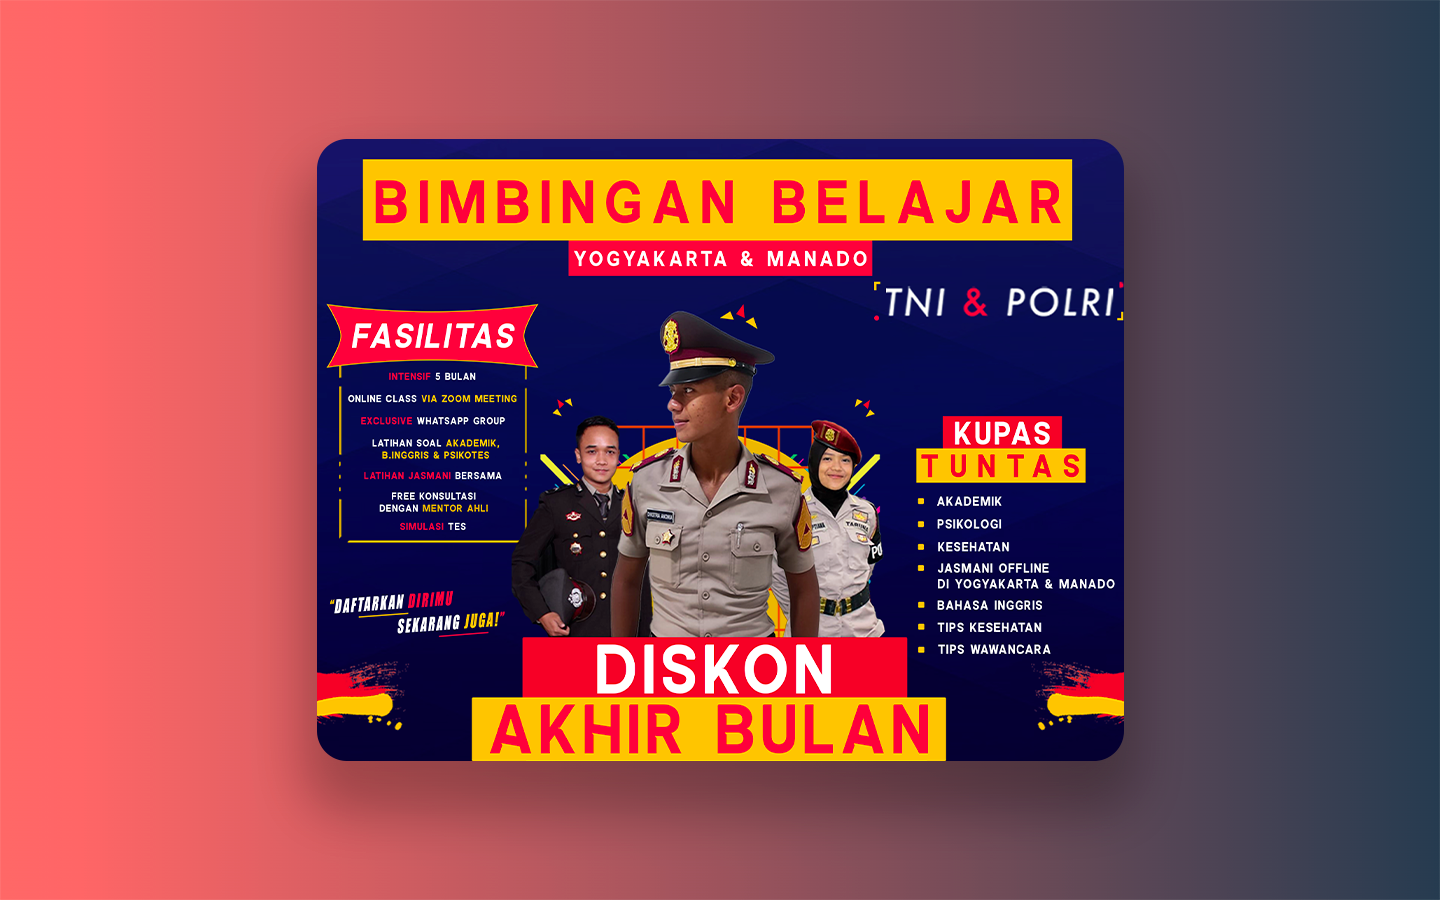 BIMBINGAN BELAJAR
YOGYAKARTA & MANADO
TNI & POLRI
FASILITAS
INTENSIF 5 BULAN
ONLINE CLASS VIA ZOOM MEETING
EXCLUSIVE WHATSAPP GROUP
LATIHAN SOAL AKADEMIK,
B.INGGRIS & PSIKOTES
LATIHAN JASMANI BERSAMA
FREE KONSULTASI
DENGAN MENTOR AHLI
SIMULASI TES
"DAFTARKAN DIRIMU
SEKARANG JUGA!"
KUPAS
TUNTAS
AKADEMIK
PSIKOLOGI
KESEHATAN
JASMANI OFFLINE
DI YOGYAKARTA & MANADO
BAHASA INGGRIS
TIPS KESEHATAN
TIPS WAWANCARA
DISKON
AKHIR BULAN